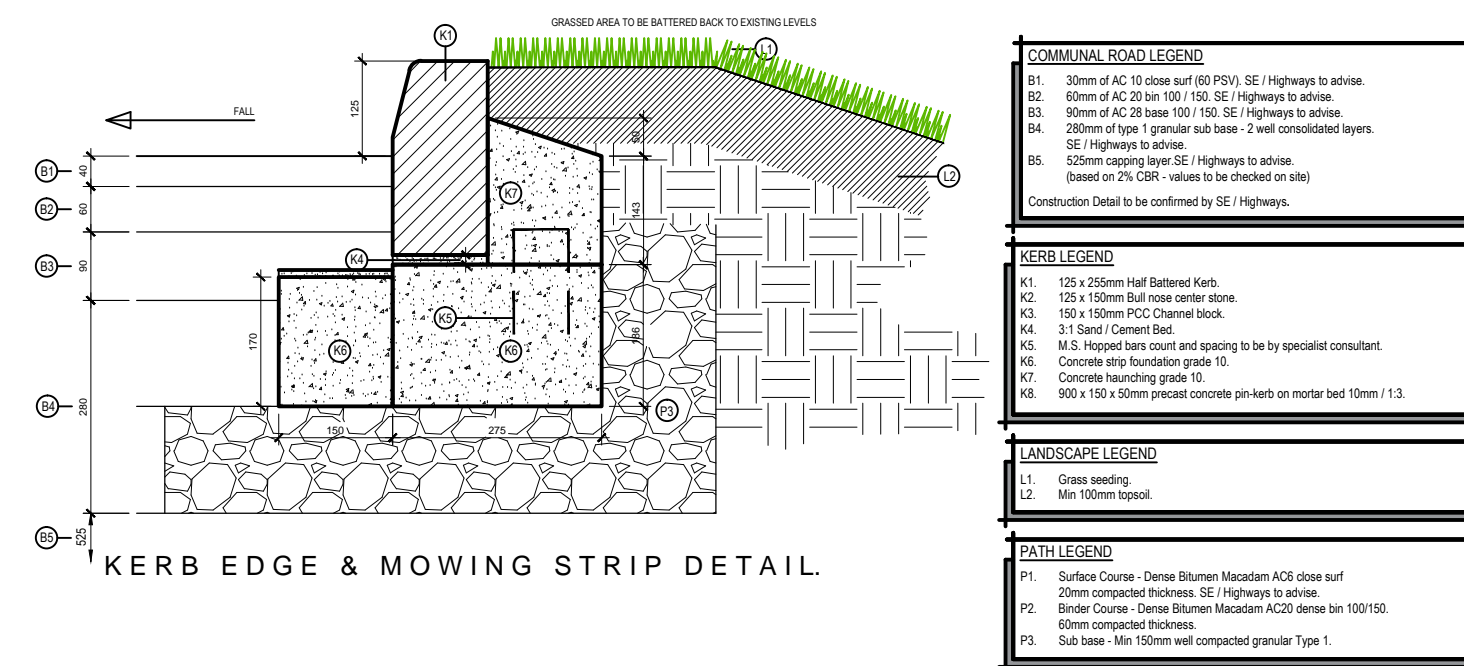 GRASSED AREA TO BE BATTERED BACK TO EXISTING LEVELS
K1
L1
125
FALL
50
B1
40
K7
L2
B2
60
143
K4
B3
90
K5
186
170
K6
K6
B4
280
P3
150
275
B5
525
KERB EDGE & MOWING STRIP DETAIL.
COMMUNAL ROAD LEGEND
B1. 30mm of AC 10 close surf (60 PSV). SE / Highways to advise.
B2. 60mm of AC 20 bin 100 / 150. SE / Highways to advise.
B3. 90mm of AC 28 base 100 / 150. SE / Highways to advise.
B4. 280mm of type 1 granular sub base - 2 well consolidated layers.
SE / Highways to advise.
B5. 525mm capping layer.SE / Highways to advise.
(based on 2% CBR - values to be checked on site)
Construction Detail to be confirmed by SE / Highways.
KERB LEGEND
K1. 125 x 255mm Half Battered Kerb.
K2. 125 x 150mm Bull nose center stone.
K3. 150 x 150mm PCC Channel block.
K4. 3:1 Sand / Cement Bed.
K5. M.S. Hopped bars count and spacing to be by specialist consultant.
K6. Concrete strip foundation grade 10.
K7. Concrete haunching grade 10.
K8. 900 x 150 x 50mm precast concrete pin-kerb on mortar bed 10mm / 1:3.
LANDSCAPE LEGEND
L1. Grass seeding.
L2. Min 100mm topsoil.
PATH LEGEND
P1. Surface Course - Dense Bitumen Macadam AC6 close surf
20mm compacted thickness. SE / Highways to advise.
P2. Binder Course - Dense Bitumen Macadam AC20 dense bin 100/150.
60mm compacted thickness.
P3. Sub base - Min 150mm well compacted granular Type 1.